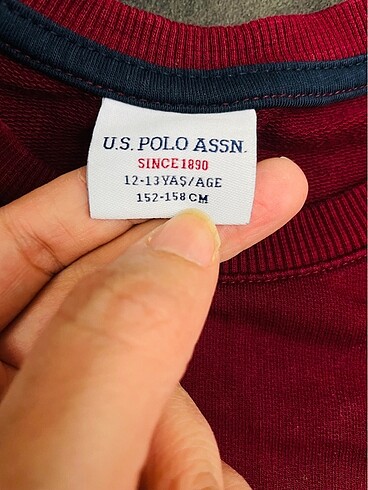 U.S. POLO ASSN.
SINCE 1890
12-13 YAŞ/AGE
152-158 CM